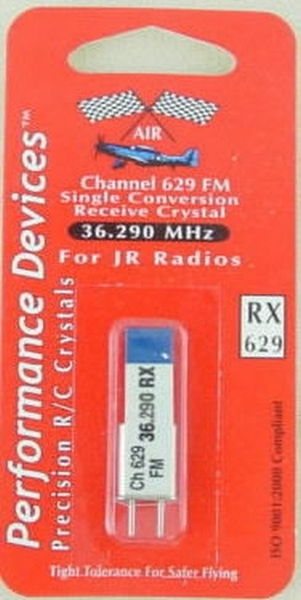 AIR
Channel 629 FM
Single Conversion
Receive Crystal
36.290 MHz
For JR Radios
Performance Devices™
Precision R/C Crystals
RX
629
Ch 629 36.290 RX
FM
ISO 9001:2000 Compliant
Tight Tolerance For Safer Flying